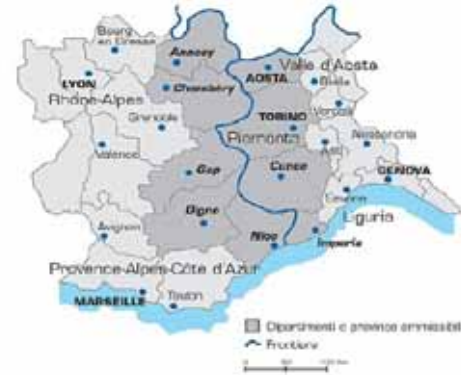 Bourg
en Bresse
Annecy
Valle d'Aosta
LYON
AOSTA
Biella
Rhône-Alpes
Chambéry
Vercelli
TORINO
Grenoble
Piemonte
Alessandria
Valence
Asti
Gap
Cuneo
GENOVA
Savona
Digne
Liguria
Avignon
Nice
Imperia
Provence-Alpes-Côte d'Azur
MARSEILLE
Toulon
Dipartimenti e province ammissibili
Frontiera
0